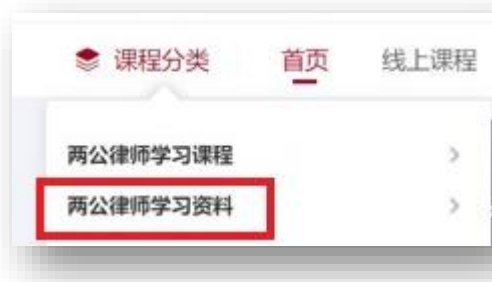 课程分类 首页 线上课程
两公律师学习课程
两公律师学习资料